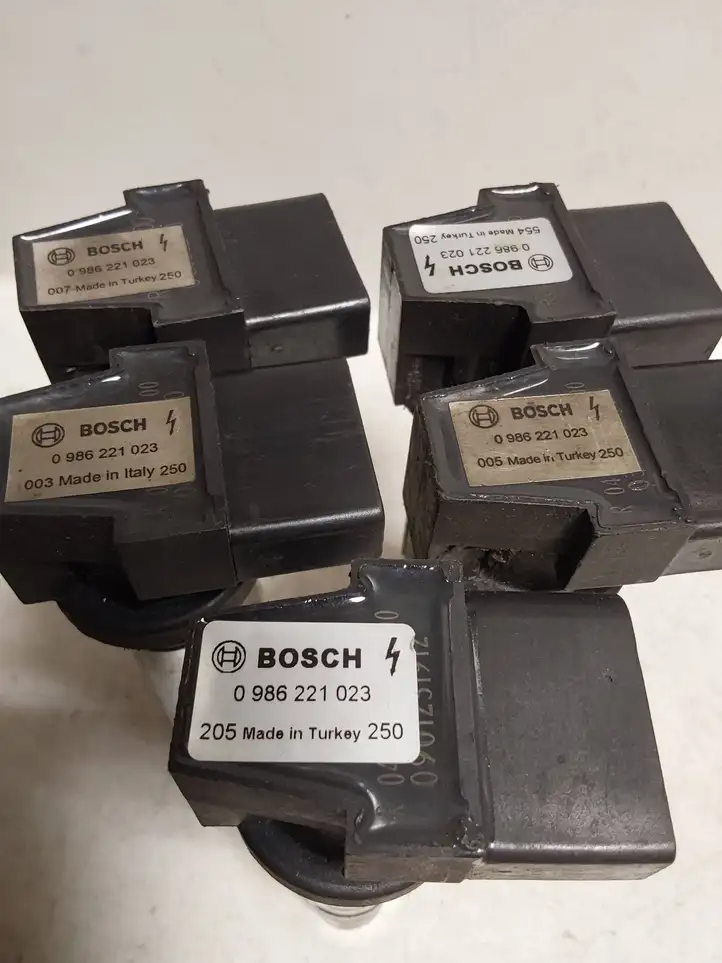 BOSCH
0 986 221 023
007 Made in Turkey 250
BOSCH
0 986 221 023
554 Made in Turkey 250
BOSCH
0 986 221 023
003 Made in Italy 250
BOSCH
0 986 221 023
005 Made in Turkey 250
BOSCH
0 986 221 023
205 Made in Turkey 250